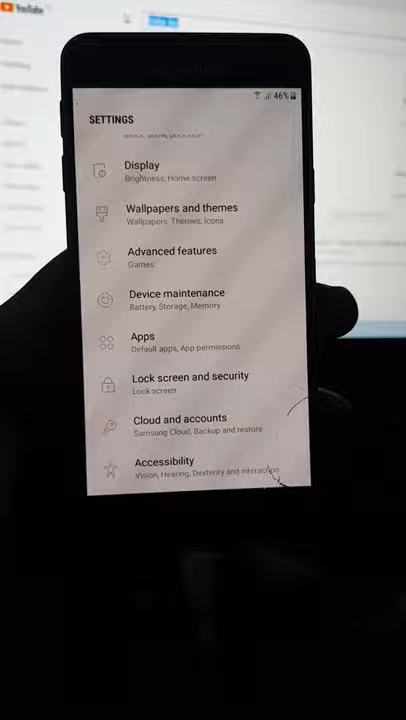 YouTube
46%
SETTINGS
Display
Brightness, Home screen
Wallpapers and themes
Wallpapers, Themes, Icons
Advanced features
Games
Device maintenance
Battery, Storage, Memory
Apps
Default apps, App permissions
Lock screen and security
Lock screen
Cloud and accounts
Samsung Cloud, Backup and restore
Accessibility
Vision, Hearing, Dexterity and interaction